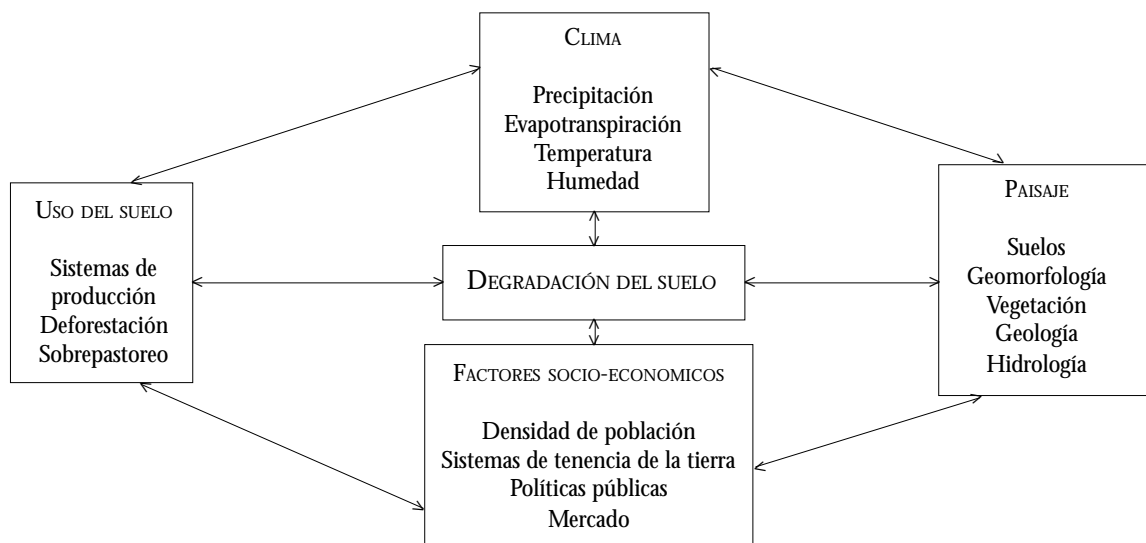 CLIMA
Precipitación
Evapotranspiración
Temperatura
Humedad
USO DEL SUELO
Sistemas de
producción
Deforestación
Sobrepastoreo
DEGRADACIÓN DEL SUELO
PAISAJE
Suelos
Geomorfología
Vegetación
Geología
Hidrología
FACTORES SOCIO-ECONOMICOS
Densidad de población
Sistemas de tenencia de la tierra
Políticas públicas
Mercado